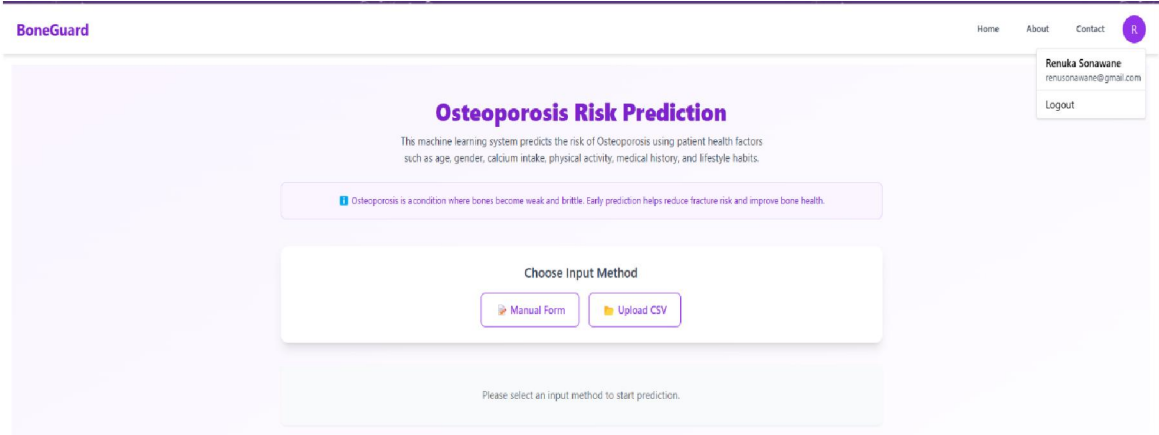 BoneGuard
Home About Contact R
Renuka Sonawane
renusonawane@gmail.com
Logout
Osteoporosis Risk Prediction
This machine learning system predicts the risk of Osteoporosis using patient health factors
such as age, gender, calcium intake, physical activity, medical history, and lifestyle habits.
Osteoporosis is acondition where bones become weak and brittle. Early prediction helps reduce fracture risk and improve bone health.
Choose Input Method
Manual Form Upload CSV
Please select an input method to start prediction.